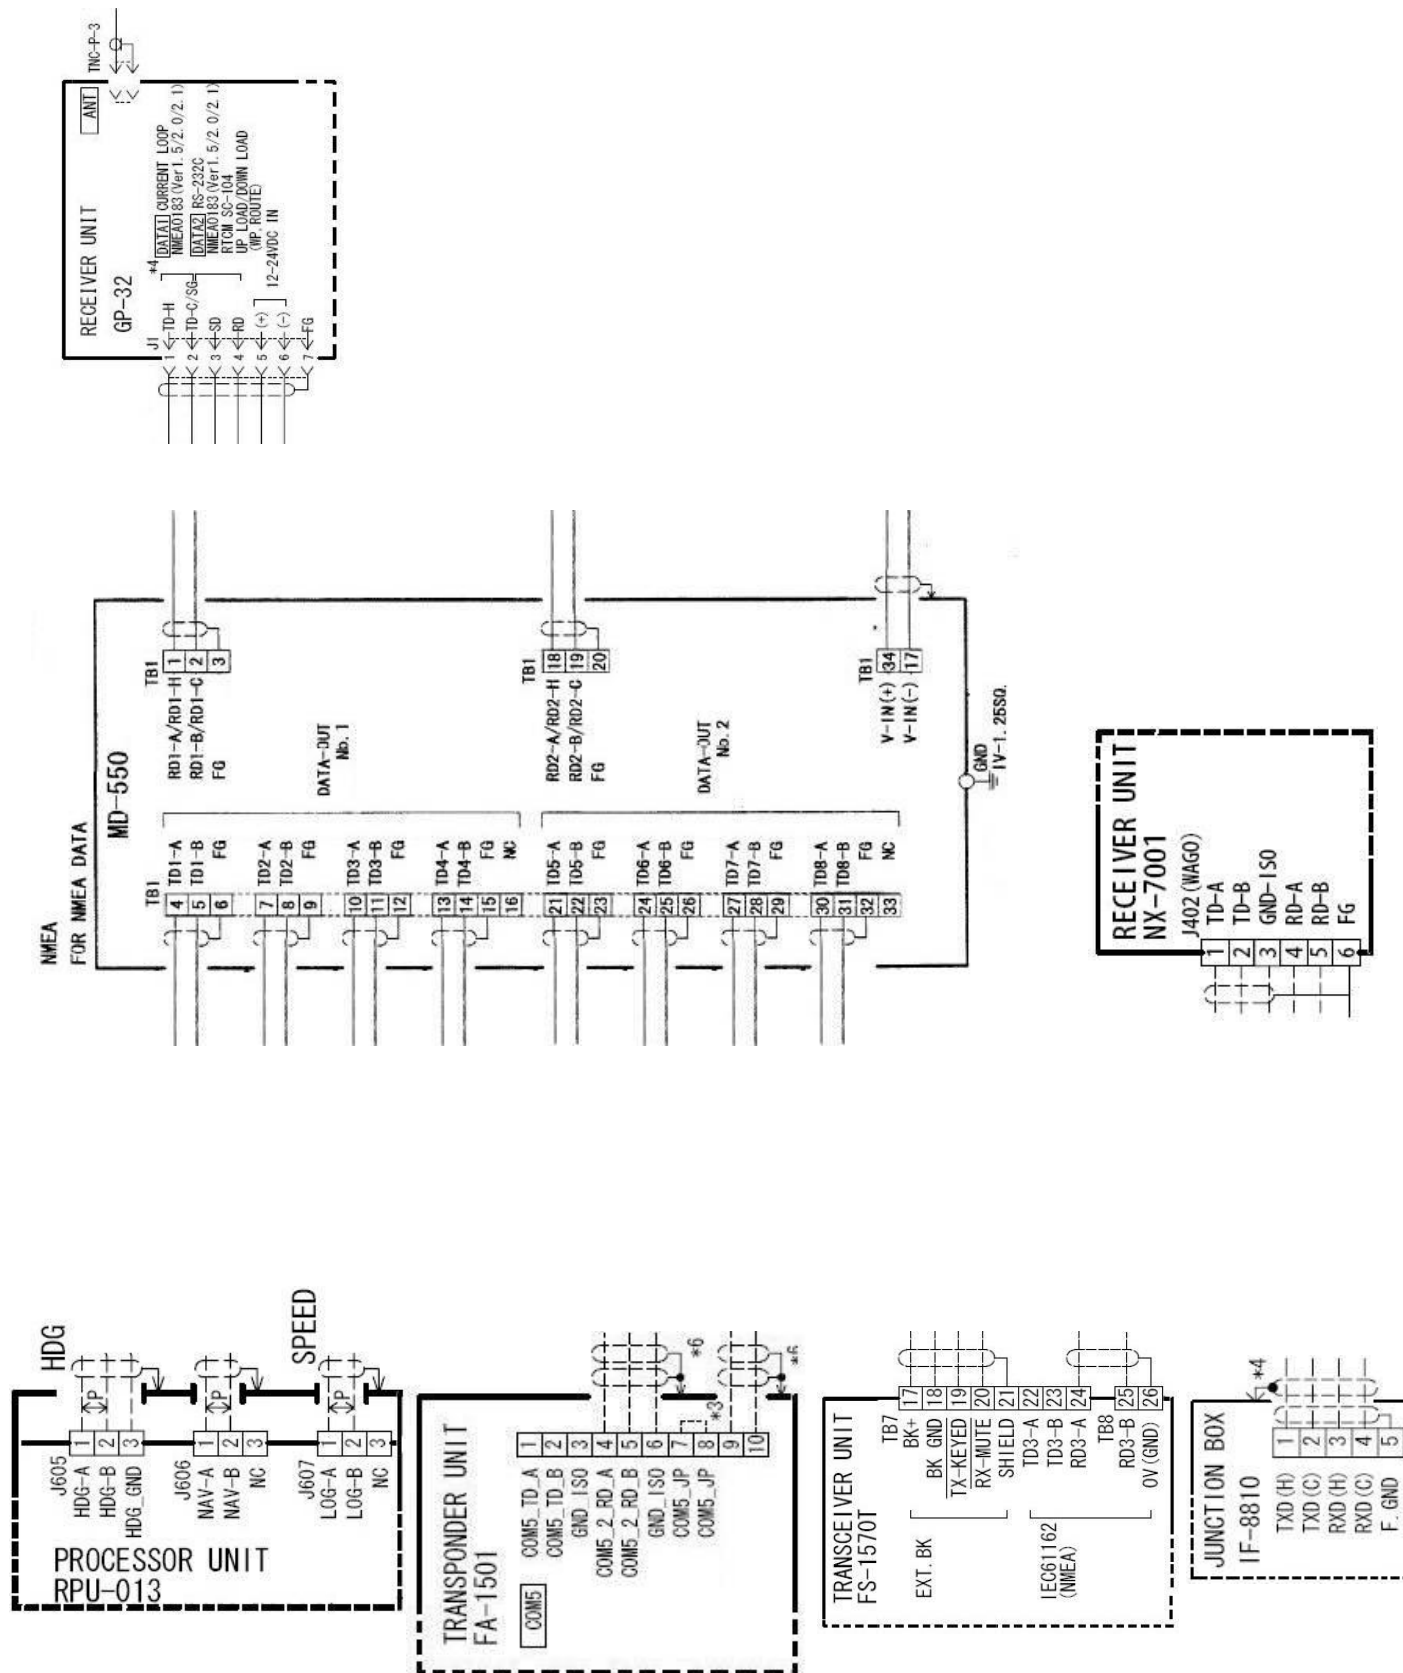 TNC-P-3
ANT
RECEIVER UNIT
GP-32
J1
*4
1 TD-H
2 TD-C/SG
3 SD
4 RD
5 (+)
6 (-)
7 FG
DATA1 CURRENT LOOP
NMEA0183(Ver1.5/2.0/2.1)
DATA2 RS-232C
NMEA0183(Ver1.5/2.0/2.1)
RTCM SC-104
UP LOAD/DOWN LOAD
(WP, ROUTE)
12-24VDC IN
NMEA
FOR NMEA DATA
MD-550
TB1
1 RD1-A/RD1-H
2 RD1-B/RD1-C
3 FG
TB1
18 RD2-A/RD2-H
19 RD2-B/RD2-C
20 FG
TB1
34 V-IN(+)
17 V-IN(-)
GND
IV-1.25SQ.
DATA-OUT
No.1
DATA-OUT
No.2
TB1
4 TD1-A
5 TD1-B
6 FG
7 TD2-A
8 TD2-B
9 FG
10 TD3-A
11 TD3-B
12 FG
13 TD4-A
14 TD4-B
15 FG
16 NC
21 TD5-A
22 TD5-B
23 FG
24 TD6-A
25 TD6-B
26 FG
27 TD7-A
28 TD7-B
29 FG
30 TD8-A
31 TD8-B
32 FG
33 NC
RECEIVER UNIT
NX-7001
J402(WAGO)
1 TD-A
2 TD-B
3 GND-ISO
4 RD-A
5 RD-B
6 FG
HDG
SPEED
P
P
P
J605
HDG-A 1
HDG-B 2
HDG_GND 3
J606
NAV-A 1
NAV-B 2
NC 3
J607
LOG-A 1
LOG-B 2
NC 3
PROCESSOR UNIT
RPU-013
TRANSPONDER UNIT
FA-1501
COM5
COM5_TD_A 1
COM5_TD_B 2
GND_ISO 3
COM5_2_RD_A 4
COM5_2_RD_B 5
GND_ISO 6
COM5_JP 7
COM5_JP 8
9
10
*3
*6
*6
TRANSCEIVER UNIT
FS-1570T
TB7
BK+ 17
BK GND 18
TX-KEYED 19
RX-MUTE 20
SHIELD 21
TD3-A 22
TD3-B 23
RD3-A 24
TB8
RD3-B 25
0V(GND) 26
EXT.BK
IEC61162
(NMEA)
JUNCTION BOX
IF-8810
*4
TXD(H) 1
TXD(C) 2
RXD(H) 3
RXD(C) 4
F.GND 5